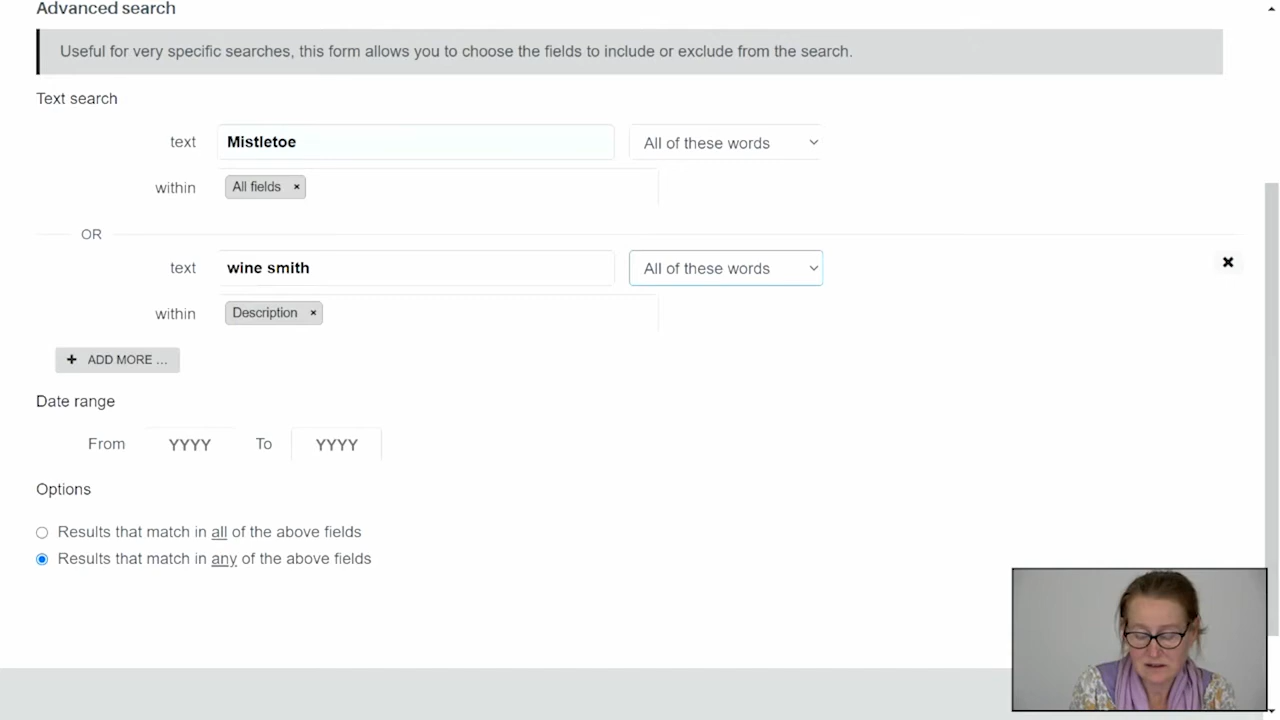 Advanced search
Useful for very specific searches, this form allows you to choose the fields to include or exclude from the search.
Text search
text Mistletoe All of these words
within All fields ×
OR
text wine smith All of these words
within Description ×
+ ADD MORE ...
Date range
From YYYY To YYYY
Options
Results that match in all of the above fields
Results that match in any of the above fields